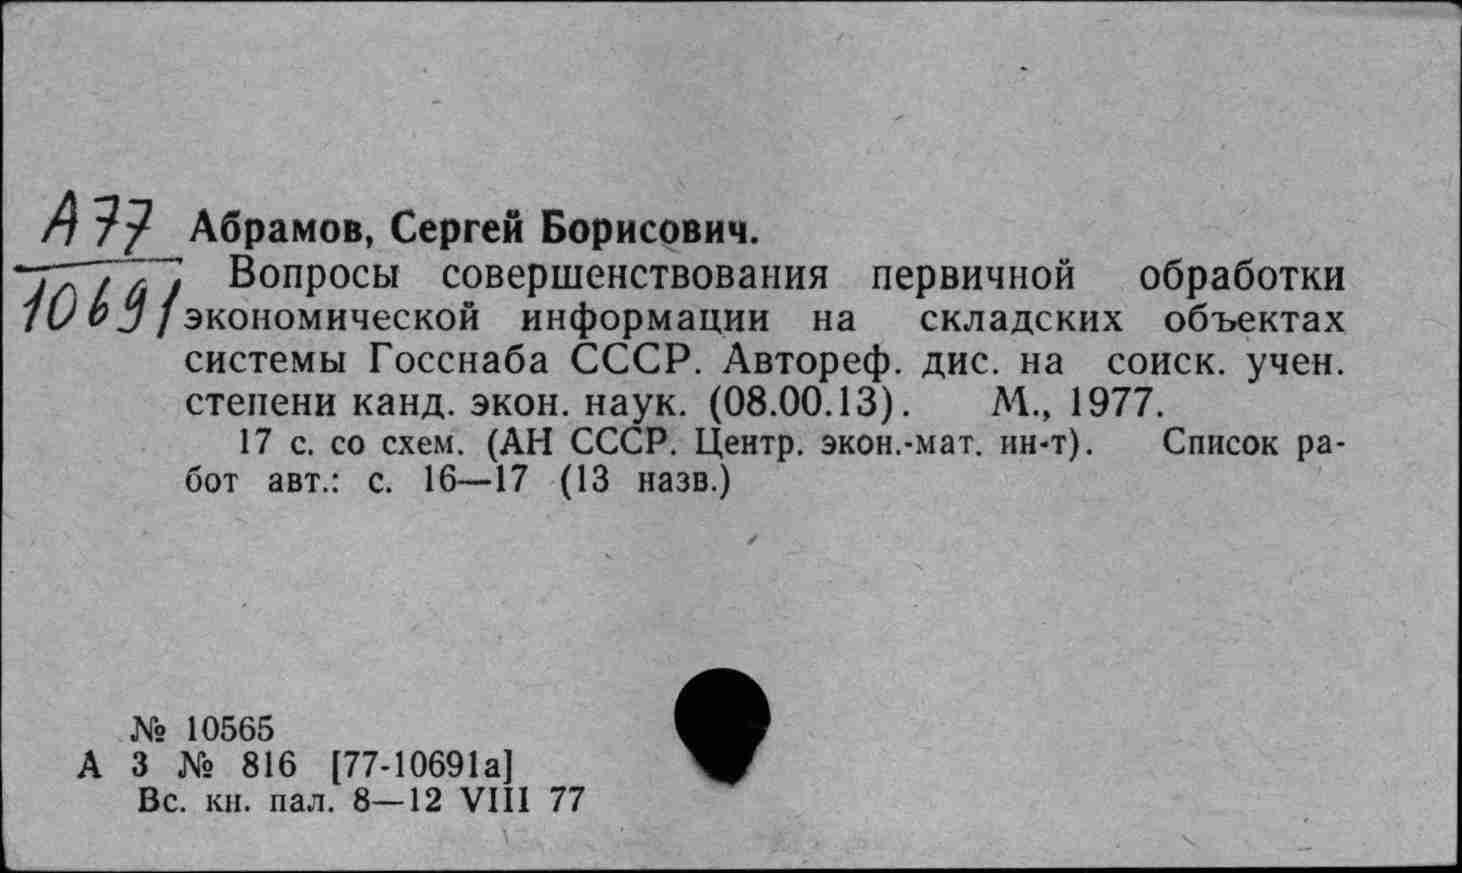 А77 Абрамов, Сергей Борисович.
10691 Вопросы совершенствования первичной обработки
экономической информации на складских объектах
системы Госснаба СССР. Автореф. дис. на соиск. учен.
степени канд. экон. наук. (08.00.13). М., 1977.
17 с. со схем. (АН СССР. Центр. экон.-мат. ин-т). Список ра-
бот авт.: с. 16—17 (13 назв.)
№ 10565
А 3 № 816 [77-10691а]
Вс. кн. пал. 8—12 VIII 77